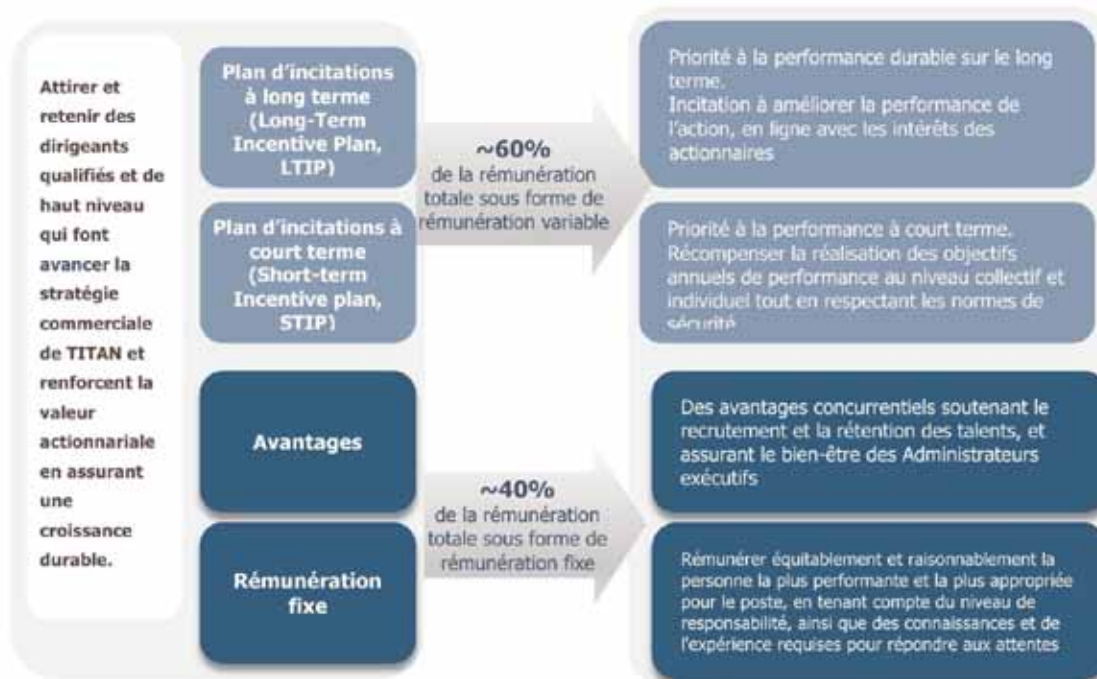 Attirer et
retenir des
dirigeants
qualifiés et de
haut niveau
qui font
avancer la
stratégie
commerciale
de TITAN et
renforcent la
valeur
actionnariale
en assurant
une
croissance
durable.
Plan d'incitations
à long terme
(Long-Term
Incentive Plan,
LTIP)
Plan d'incitations à
court terme
(Short-term
Incentive plan,
STIP)
Avantages
Rémunération
fixe
~60%
de la rémunération
totale sous forme de
rémunération variable
~40%
de la rémunération
totale sous forme de
rémunération fixe
Priorité à la performance durable sur le long
terme.
Incitation à améliorer la performance de
l'action, en ligne avec les intérêts des
actionnaires
Priorité à la performance à court terme.
Récompenser la réalisation des objectifs
annuels de performance au niveau collectif et
individuel tout en respectant les normes de
sécurité
Des avantages concurrentiels soutenant le
recrutement et la rétention des talents, et
assurant le bien-être des Administrateurs
exécutifs
Rémunérer équitablement et raisonnablement la
personne la plus performante et la plus appropriée
pour le poste, en tenant compte du niveau de
responsabilité, ainsi que des connaissances et de
l'expérience requises pour répondre aux attentes